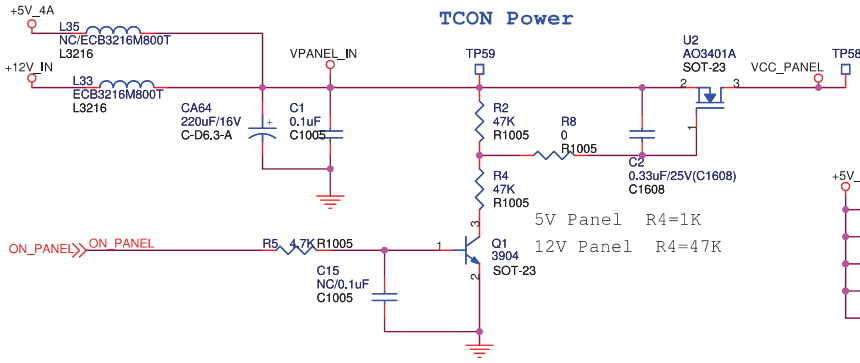 TCON Power
+5V_4A
L35
NC/ECB3216M800T
L3216
+12V_IN
L33
ECB3216M800T
L3216
VPANEL_IN
TP59
U2
AO3401A
SOT-23
VCC_PANEL
TP58
2
3
1
CA64
220uF/16V
C-D6.3-A
+
C1
0.1uF
C1005
R2
47K
R1005
R8
0
R1005
C2
0.33uF/25V(C1608)
C1608
R4
47K
R1005
+5V_
5V Panel R4=1K
12V Panel R4=47K
ON_PANEL
ON_PANEL
R5
4.7K
R1005
1
3
2
Q1
3904
SOT-23
C15
NC/0.1uF
C1005